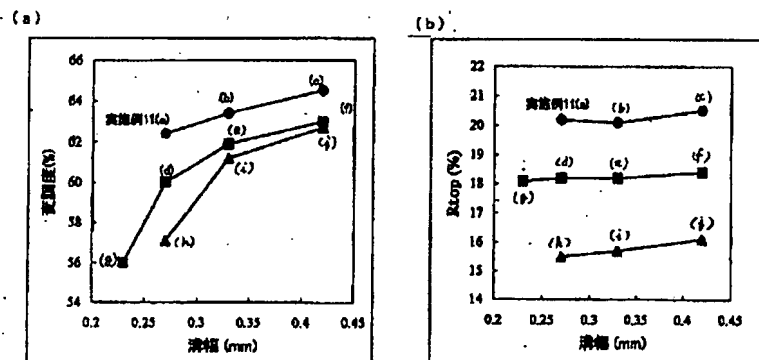 (a)
66
64
62
60
58
56
54
変調度(%)
実施例11(a)
(b)
(c)
(d)
(e)
(f)
(g)
(h)
(i)
(j)
0.2
0.25
0.3
0.35
0.4
0.45
溝幅 (mm)
(b)
22
21
20
19
18
17
16
15
14
Rtop (%)
実施例11(a)
(b)
(c)
(g)
(d)
(e)
(f)
(h)
(i)
(j)
0.2
0.25
0.3
0.35
0.4
0.45
溝幅 (mm)